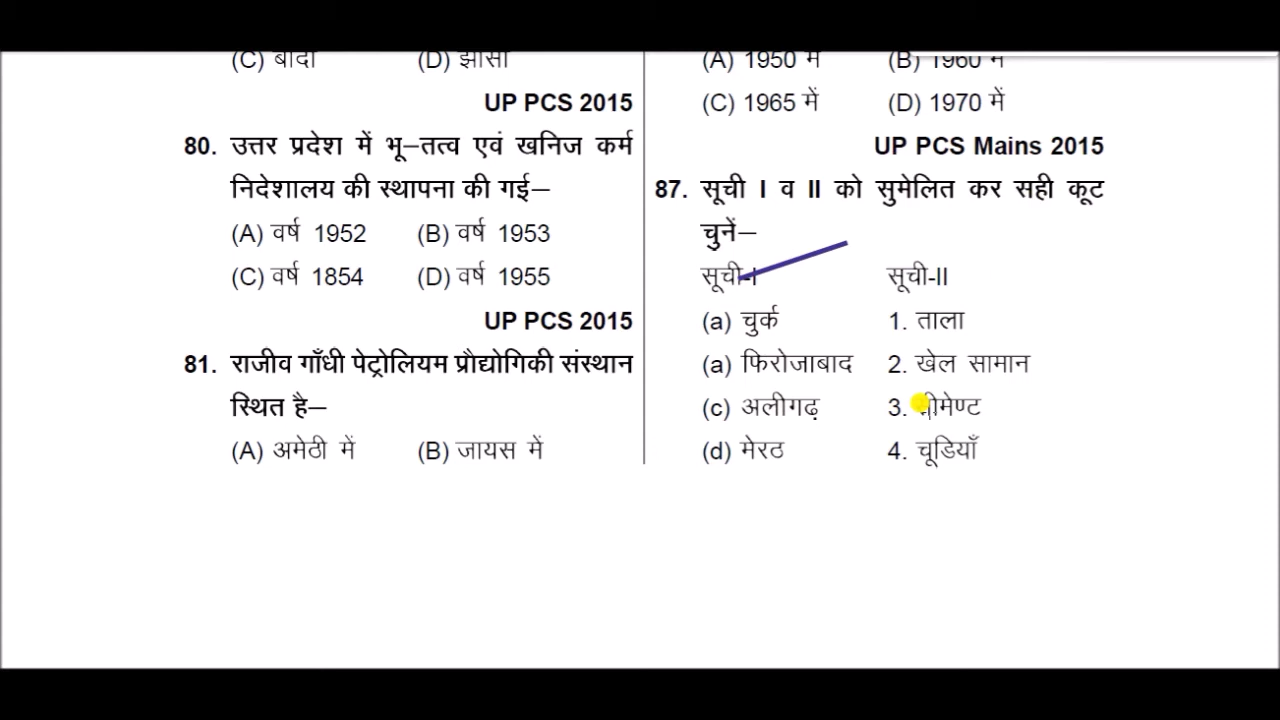 (C) बांदा (D) झांसी
UP PCS 2015
80. उत्तर प्रदेश में भू–तत्व एवं खनिज कर्म
निदेशालय की स्थापना की गई–
(A) वर्ष 1952 (B) वर्ष 1953
(C) वर्ष 1854 (D) वर्ष 1955
UP PCS 2015
81. राजीव गाँधी पेट्रोलियम प्रौद्योगिकी संस्थान
स्थित है–
(A) अमेठी में (B) जायस में
(A) 1950 में (B) 1960 में
(C) 1965 में (D) 1970 में
UP PCS Mains 2015
87. सूची I व II को सुमेलित कर सही कूट
चुनें–
सूची-I सूची-II
(a) चुर्क 1. ताला
(a) फिरोजाबाद 2. खेल सामान
(c) अलीगढ़ 3. सीमेण्ट
(d) मेरठ 4. चूडियाँ